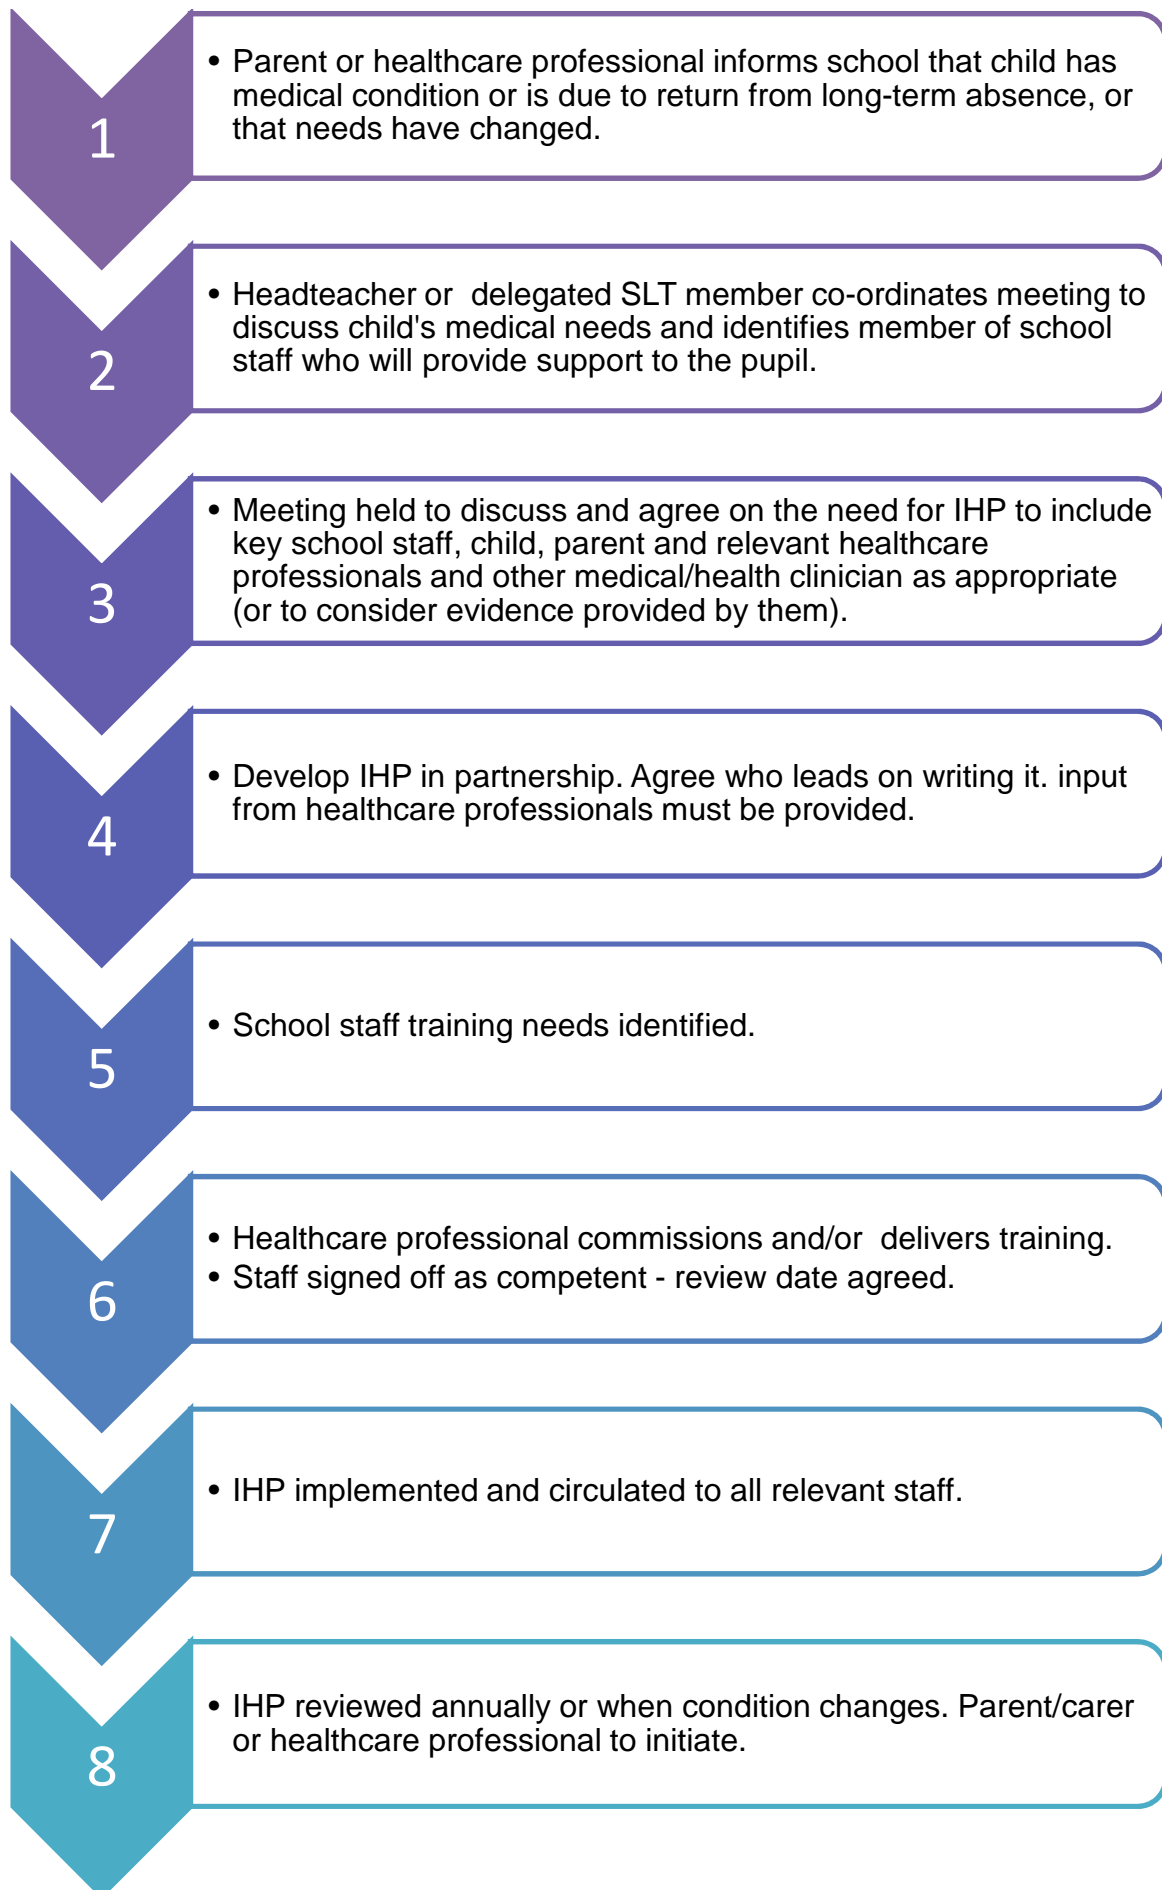 1
• Parent or healthcare professional informs school that child has
medical condition or is due to return from long-term absence, or
that needs have changed.
2
• Headteacher or  delegated SLT member co-ordinates meeting to
discuss child's medical needs and identifies member of school
staff who will provide support to the pupil.
3
• Meeting held to discuss and agree on the need for IHP to include
key school staff, child, parent and relevant healthcare
professionals and other medical/health clinician as appropriate
(or to consider evidence provided by them).
4
• Develop IHP in partnership. Agree who leads on writing it. input
from healthcare professionals must be provided.
5
• School staff training needs identified.
6
• Healthcare professional commissions and/or  delivers training.
• Staff signed off as competent - review date agreed.
7
• IHP implemented and circulated to all relevant staff.
8
• IHP reviewed annually or when condition changes. Parent/carer
or healthcare professional to initiate.